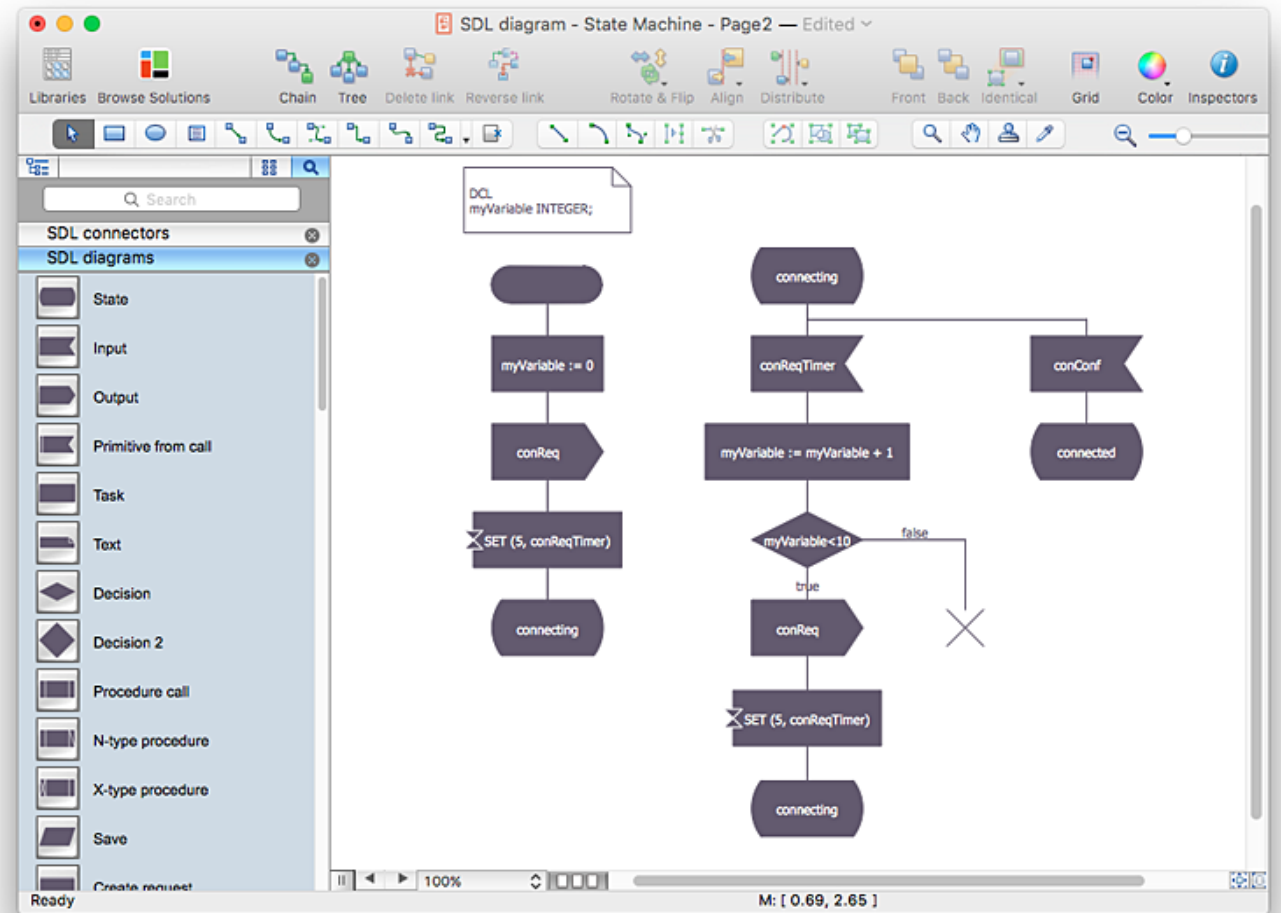 SDL diagram - State Machine - Page2 — Edited
Libraries Browse Solutions Chain Tree Delete link Reverse link Rotate & Flip Align Distribute Front Back Identical Grid Color Inspectors
Search
SDL connectors
SDL diagrams
State
Input
Output
Primitive from call
Task
Text
Decision
Decision 2
Procedure call
N-type procedure
X-type procedure
Save
Create request
DCL
myVariable INTEGER;
myVariable := 0
conReq
SET (5, conReqTimer)
connecting
connecting
conReqTimer
myVariable := myVariable + 1
myVariable<10
false
true
conReq
SET (5, conReqTimer)
connecting
conConf
connected
100%
Ready
M: [ 0.69, 2.65 ]